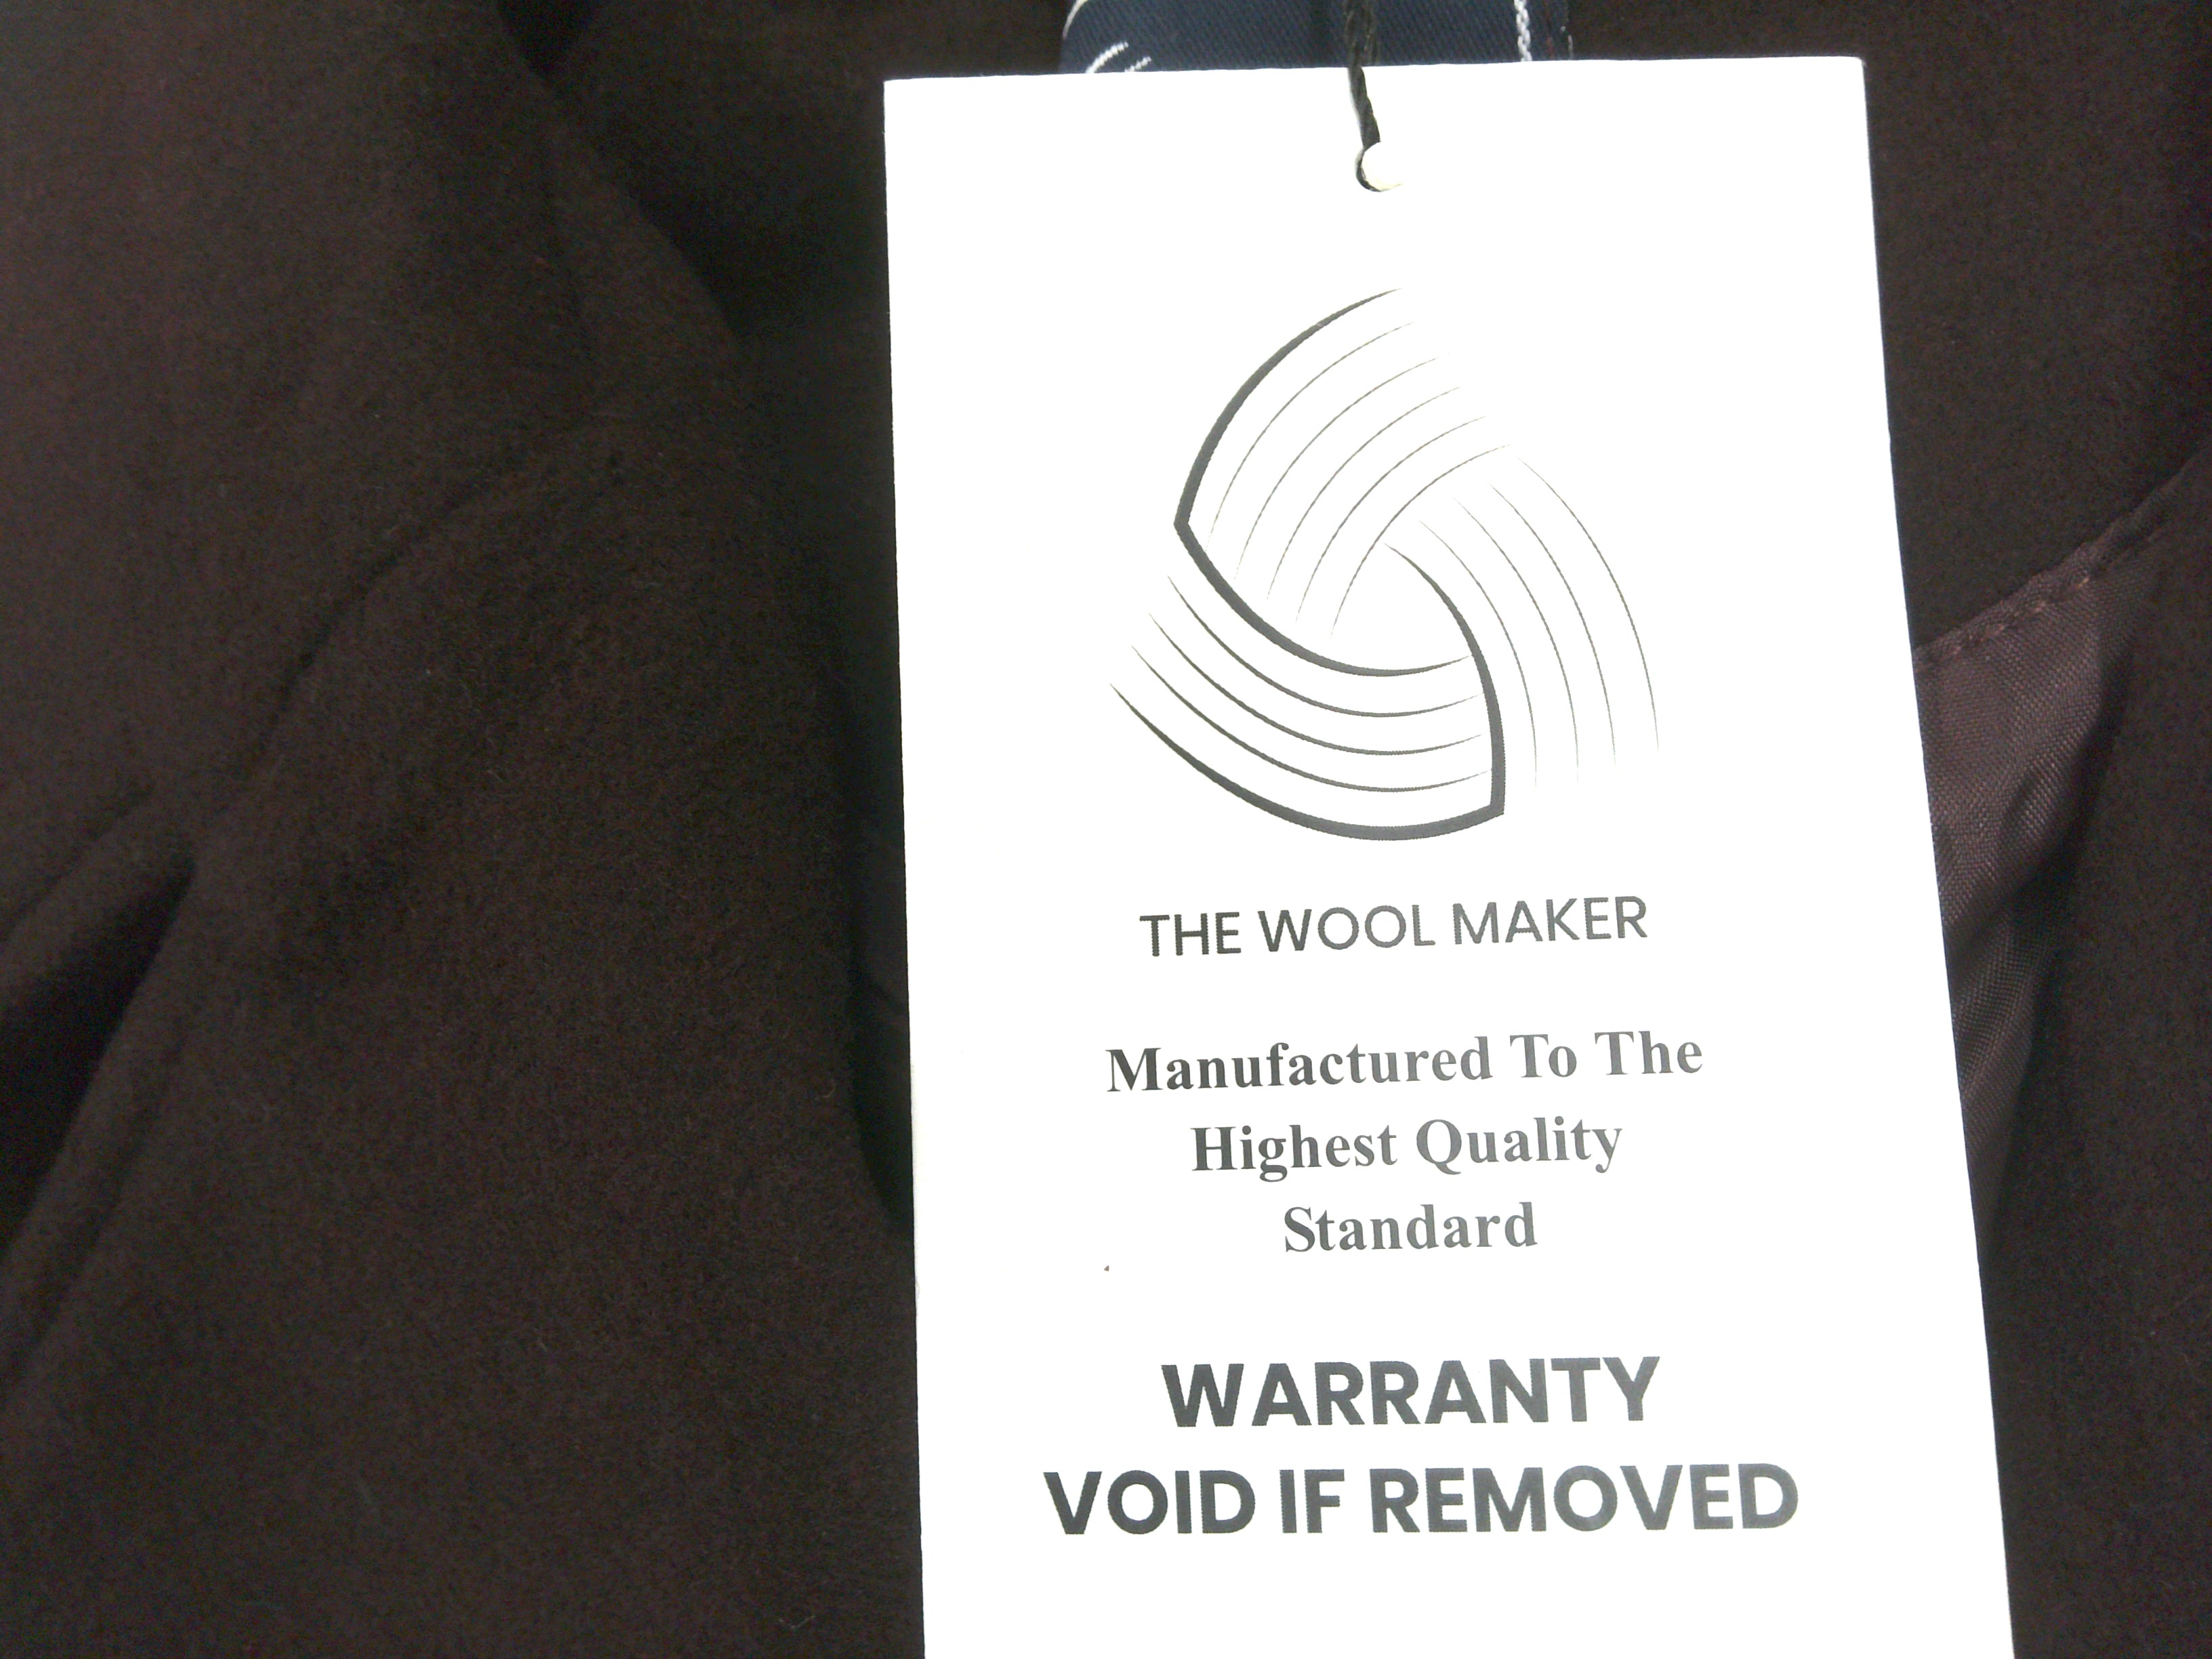 THE WOOL MAKER
Manufactured To The
Highest Quality
Standard
WARRANTY
VOID IF REMOVED